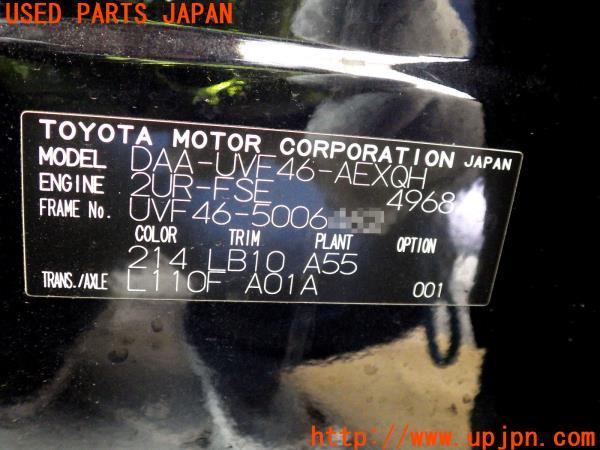 USED PARTS JAPAN
TOYOTA MOTOR CORPORATION JAPAN
MODEL DAA-UVF46-AEXQH
ENGINE 2UR-FSE 4968
FRAME No. UVF46-5006
COLOR TRIM PLANT OPTION
214 LB10 A55
TRANS./AXLE L110F A01A 001
http://www.upjpn.com/